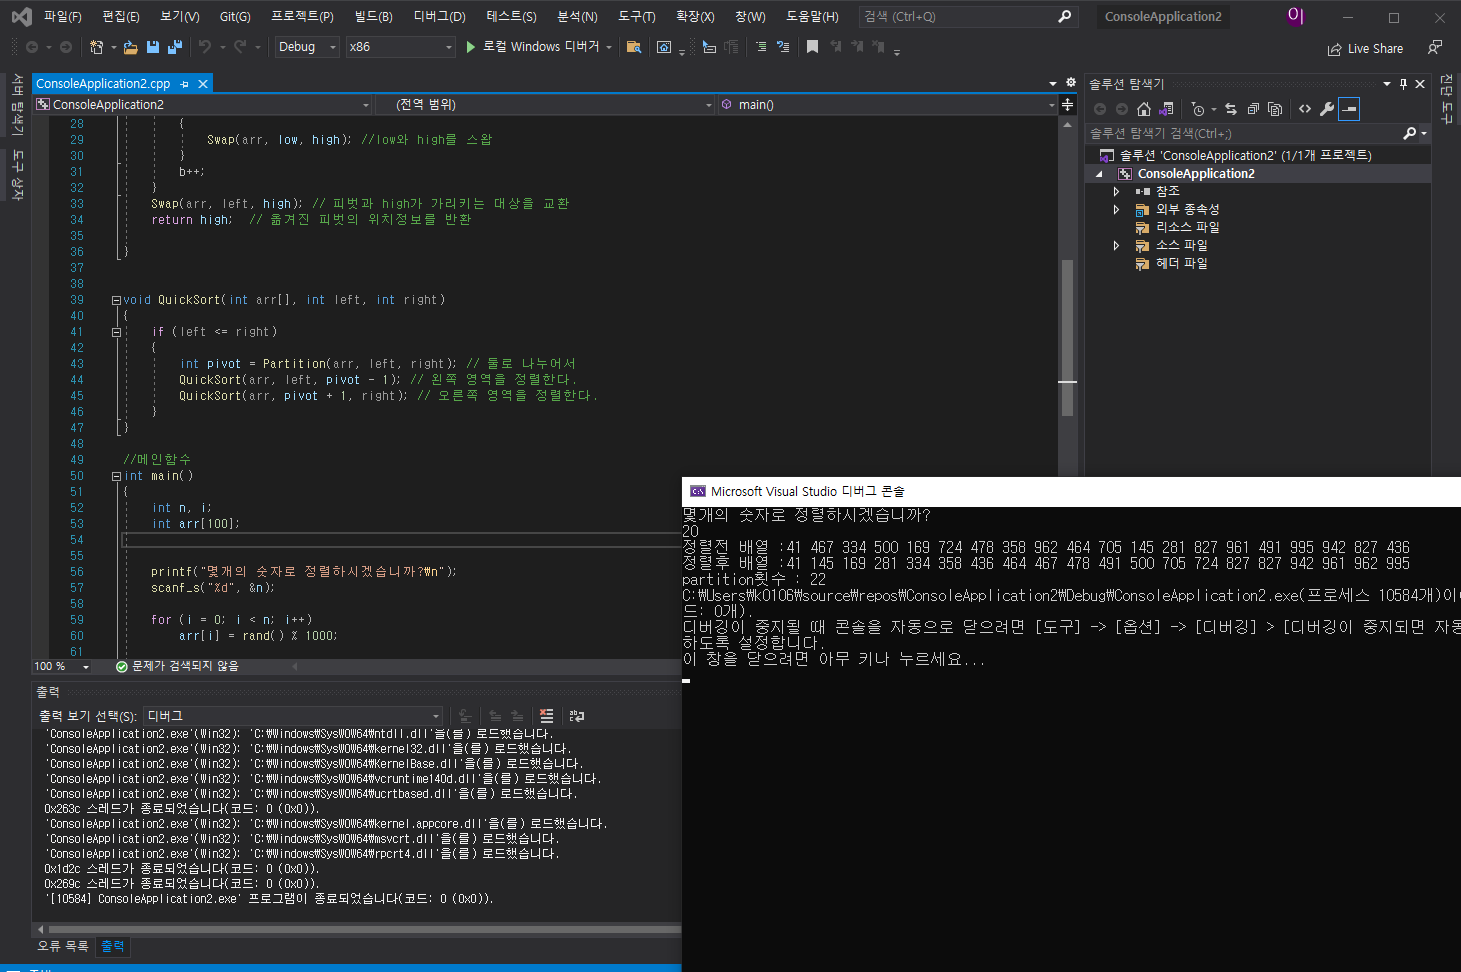 파일(F) 편집(E) 보기(V) Git(G) 프로젝트(P) 빌드(B) 디버그(D) 테스트(S) 분석(N) 도구(T) 확장(X) 창(W) 도움말(H) 검색 (Ctrl+Q) ConsoleApplication2
Debug x86 로컬 Windows 디버거 Live Share
서버 탐색기
도구 상자
ConsoleApplication2.cpp
ConsoleApplication2 (전역 범위) main()
28 {
29 Swap(arr, low, high); //low와 high를 스왑
30 }
31 b++;
32 }
33 Swap(arr, left, high); // 피벗과 high가 가리키는 대상을 교환
34 return high; // 옮겨진 피벗의 위치정보를 반환
35
36 }
37
38
39 void QuickSort(int arr[], int left, int right)
40 {
41 if (left <= right)
42 {
43 int pivot = Partition(arr, left, right); // 둘로 나누어서
44 QuickSort(arr, left, pivot - 1); // 왼쪽 영역을 정렬한다.
45 QuickSort(arr, pivot + 1, right); // 오른쪽 영역을 정렬한다.
46 }
47 }
48
49 //메인함수
50 int main()
51 {
52 int n, i;
53 int arr[100];
54
55
56 printf("몇개의 숫자로 정렬하시겠습니까?₩n");
57 scanf_s("%d", &n);
58
59 for (i = 0; i < n; i++)
60 arr[i] = rand() % 1000;
61
100 % 문제가 검색되지 않음
출력
출력 보기 선택(S): 디버그
'ConsoleApplication2.exe'(Win32): 'C:₩Windows₩SysWOW64₩ntdll.dll'을(를) 로드했습니다.
'ConsoleApplication2.exe'(Win32): 'C:₩Windows₩SysWOW64₩kernel32.dll'을(를) 로드했습니다.
'ConsoleApplication2.exe'(Win32): 'C:₩Windows₩SysWOW64₩KernelBase.dll'을(를) 로드했습니다.
'ConsoleApplication2.exe'(Win32): 'C:₩Windows₩SysWOW64₩vcruntime140d.dll'을(를) 로드했습니다.
'ConsoleApplication2.exe'(Win32): 'C:₩Windows₩SysWOW64₩ucrtbased.dll'을(를) 로드했습니다.
0x263c 스레드가 종료되었습니다(코드: 0 (0x0)).
'ConsoleApplication2.exe'(Win32): 'C:₩Windows₩SysWOW64₩kernel.appcore.dll'을(를) 로드했습니다.
'ConsoleApplication2.exe'(Win32): 'C:₩Windows₩SysWOW64₩msvcrt.dll'을(를) 로드했습니다.
'ConsoleApplication2.exe'(Win32): 'C:₩Windows₩SysWOW64₩rpcrt4.dll'을(를) 로드했습니다.
0x1d2c 스레드가 종료되었습니다(코드: 0 (0x0)).
0x269c 스레드가 종료되었습니다(코드: 0 (0x0)).
'[10584] ConsoleApplication2.exe' 프로그램이 종료되었습니다(코드: 0 (0x0)).
오류 목록 출력
솔루션 탐색기
솔루션 탐색기 검색(Ctrl+;)
솔루션 'ConsoleApplication2' (1/1개 프로젝트)
ConsoleApplication2
참조
외부 종속성
리소스 파일
소스 파일
헤더 파일
진단 도구
Microsoft Visual Studio 디버그 콘솔
몇개의 숫자로 정렬하시겠습니까?
20
정렬전 배열 :41 467 334 500 169 724 478 358 962 464 705 145 281 827 961 491 995 942 827 436
정렬후 배열 :41 145 169 281 334 358 436 464 467 478 491 500 705 724 827 827 942 961 962 995
partition횟수 : 22
C:₩Users₩k0106₩source₩repos₩ConsoleApplication2₩Debug₩ConsoleApplication2.exe(프로세스 10584개)이(
드: 0개).
디버깅이 중지될 때 콘솔을 자동으로 닫으려면 [도구] -> [옵션] -> [디버깅] > [디버깅이 중지되면 자동
하도록 설정합니다.
이 창을 닫으려면 아무 키나 누르세요...